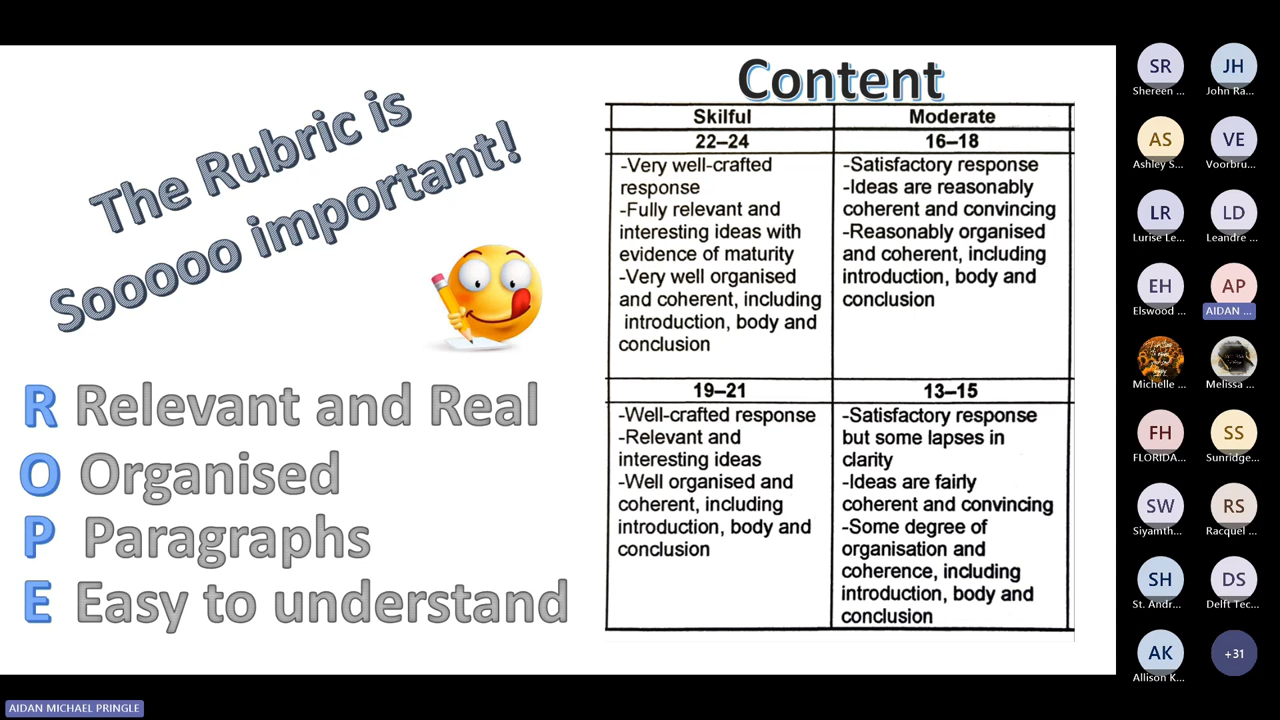 The Rubric is
Sooooo important!
R Relevant and Real
O Organised
P Paragraphs
E Easy to understand
Content
Skilful
22–24
-Very well-crafted
response
-Fully relevant and
interesting ideas with
evidence of maturity
-Very well organised
and coherent, including
introduction, body and
conclusion
Moderate
16–18
-Satisfactory response
-Ideas are reasonably
coherent and convincing
-Reasonably organised
and coherent, including
introduction, body and
conclusion
19–21
-Well-crafted response
-Relevant and
interesting ideas
-Well organised and
coherent, including
introduction, body and
conclusion
13–15
-Satisfactory response
but some lapses in
clarity
-Ideas are fairly
coherent and convincing
-Some degree of
organisation and
coherence, including
introduction, body and
conclusion
SR
JH
Shereen ...
John Ra...
AS
VE
Ashley S...
Voorbru...
LR
LD
Lurise Le...
Leandre ...
EH
AP
Elswood ...
AIDAN ...
Michelle ...
Melissa ...
FH
SS
FLORIDA...
Sunridge...
SW
RS
Siyamth...
Racquel ...
SH
DS
St. Andr...
Delft Tec...
AK
+31
Allison K...
AIDAN MICHAEL PRINGLE